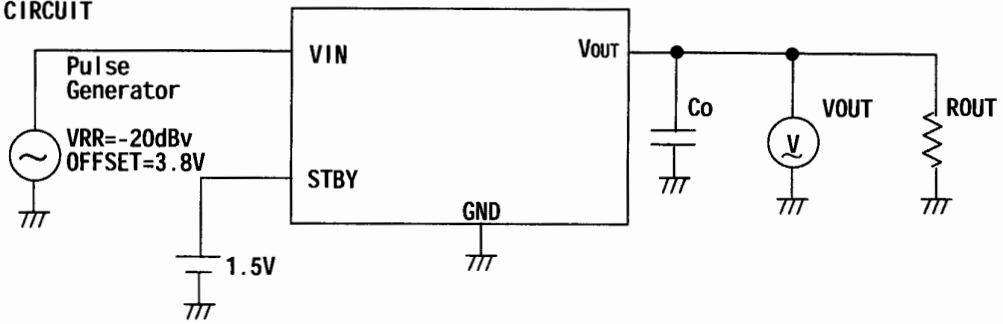 CIRCUIT
VIN
VOUT
Pulse
Generator
Co
VOUT
ROUT
VRR=-20dBv
OFFSET=3.8V
V
STBY
GND
1.5V